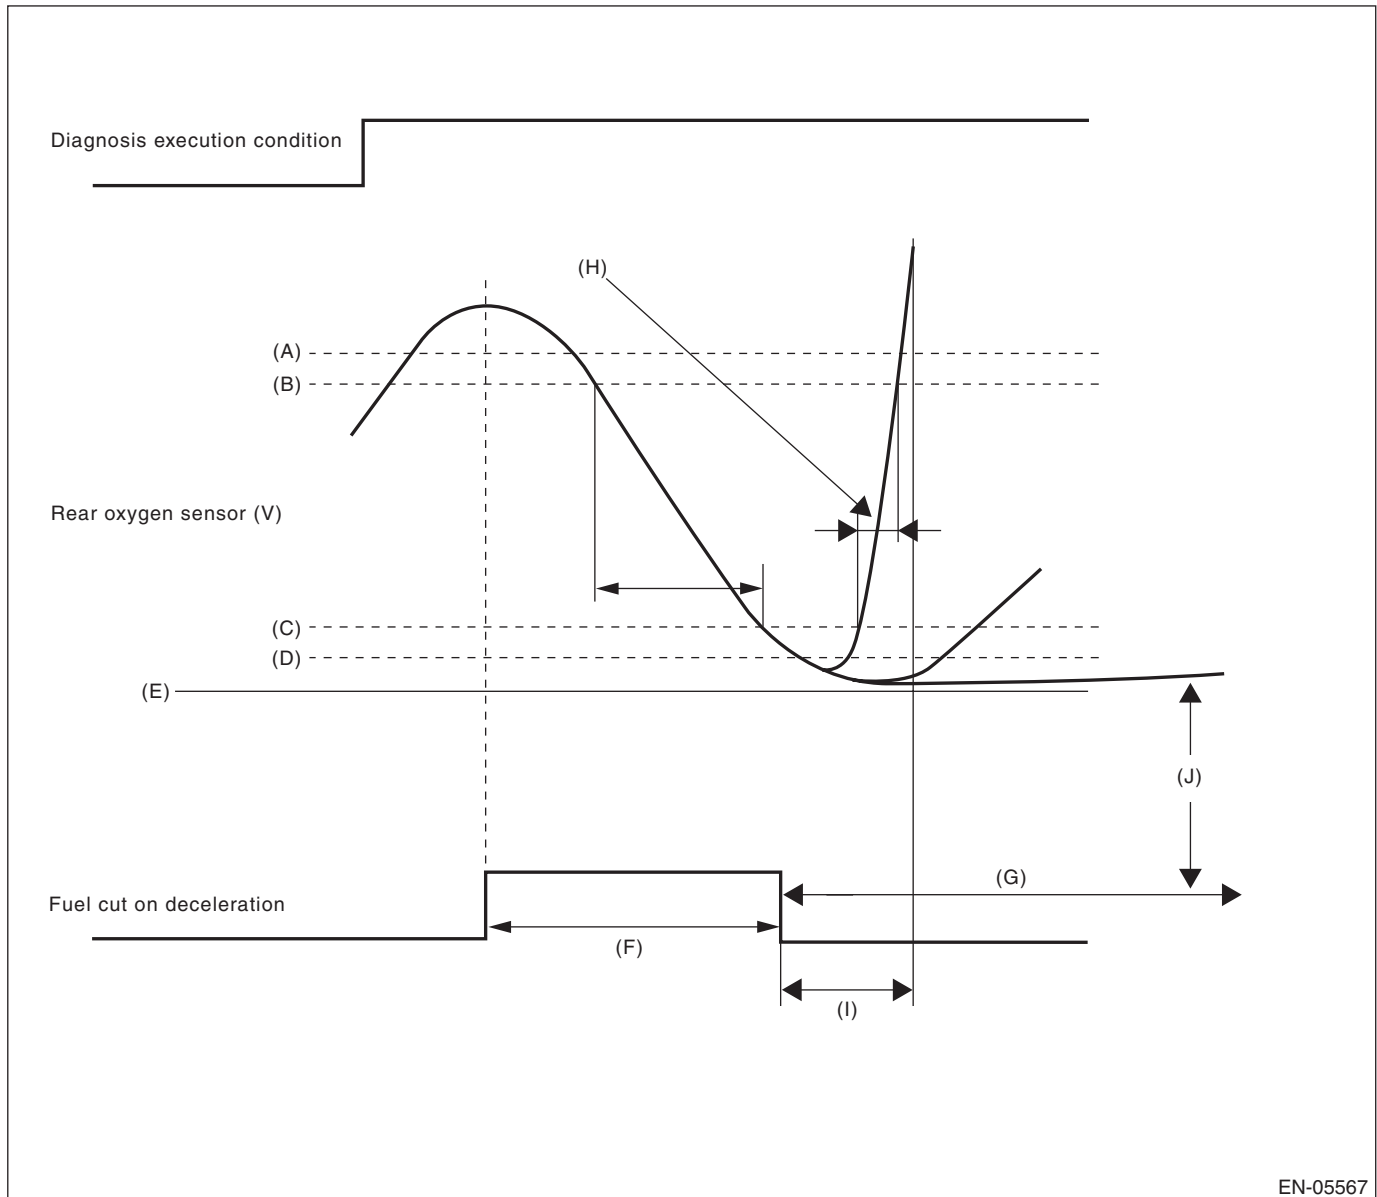 Diagnosis execution condition
(H)
(A)
(B)
Rear oxygen sensor (V)
(C)
(D)
(E)
(J)
(G)
Fuel cut on deceleration
(F)
(I)
EN-05567